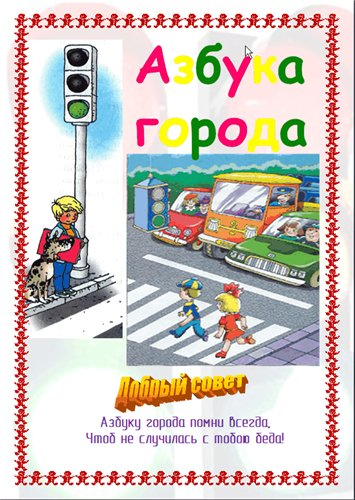 Азбука
города
Добрый совет
Азбуку города помни всегда,
Чтоб не случилась с тобою беда!